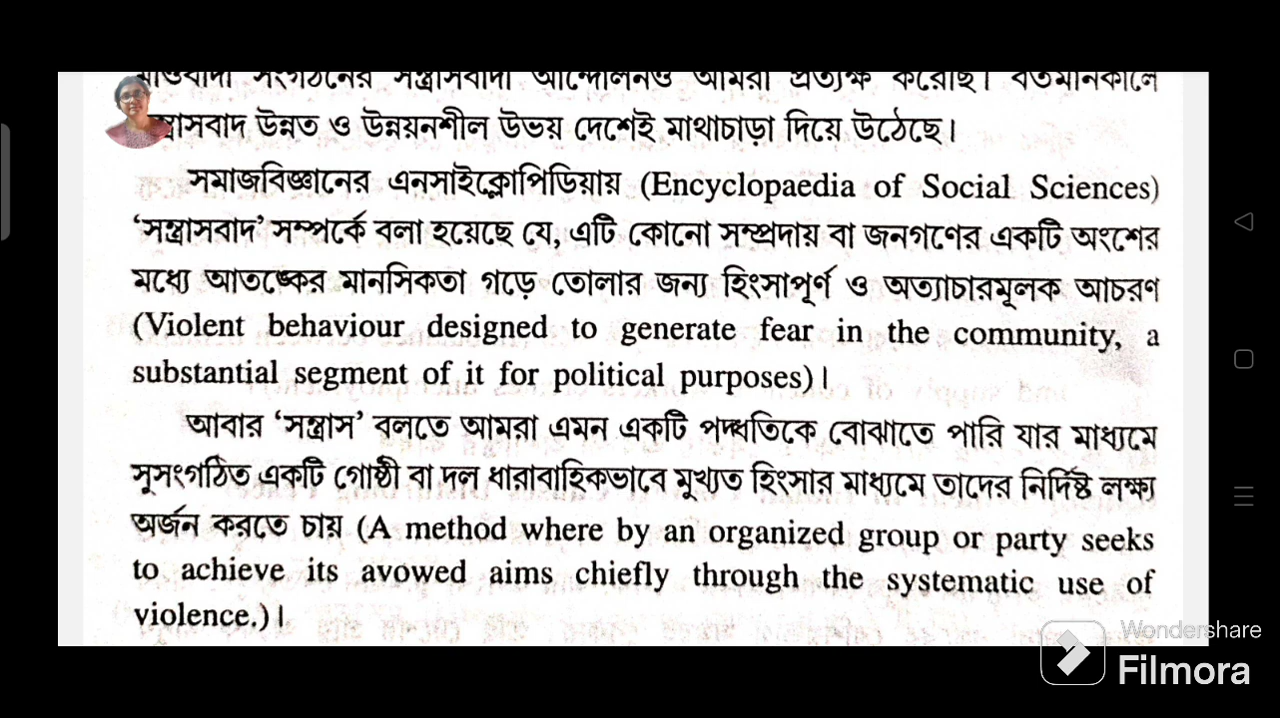 মাওবাদী সংগঠনের সন্ত্রাসবাদী আন্দোলনও আমরা প্রত্যক্ষ করেছি। বর্তমানকালে
উন্নত ও উন্নয়নশীল উভয় দেশেই মাথাচাড়া দিয়ে উঠেছে।
সমাজবিজ্ঞানের এনসাইক্লোপিডিয়ায় (Encyclopaedia of Social Sciences)
‘সন্ত্রাসবাদ’ সম্পর্কে বলা হয়েছে যে, এটি কোনো সম্প্রদায় বা জনগণের একটি অংশের
মধ্যে আতঙ্কের মানসিকতা গড়ে তোলার জন্য হিংসাপূর্ণ ও অত্যাচারমূলক আচরণ
(Violent behaviour designed to generate fear in the community, a
substantial segment of it for political purposes)।
আবার ‘সন্ত্রাস’ বলতে আমরা এমন একটি পদ্ধতিকে বোঝাতে পারি যার মাধ্যমে
সুসংগঠিত একটি গোষ্ঠী বা দল ধারাবাহিকভাবে মুখ্যত হিংসার মাধ্যমে তাদের নির্দিষ্ট লক্ষ্য
অর্জন করতে চায় (A method where by an organized group or party seeks
to achieve its avowed aims chiefly through the systematic use of
violence.)।
Wondershare
Filmora